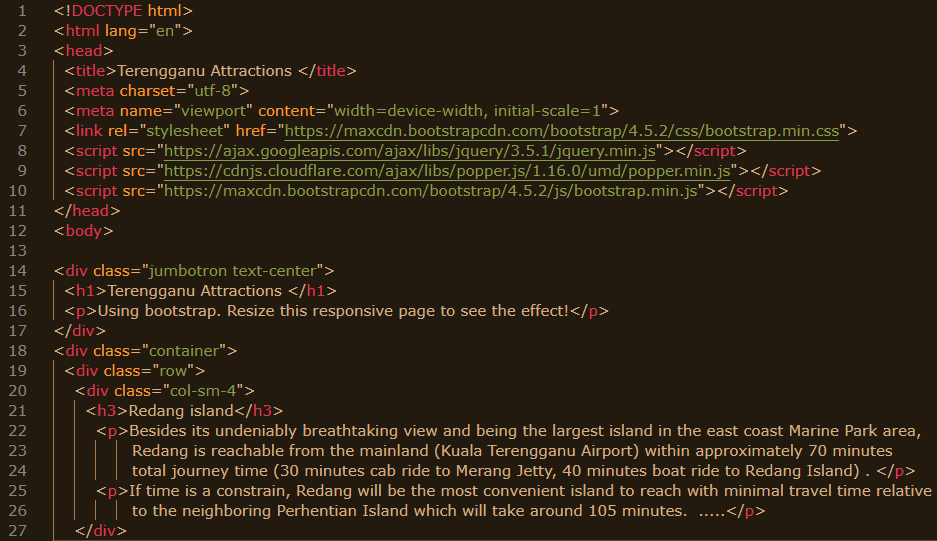 1 <!DOCTYPE html>
2 <html lang="en">
3 <head>
4 <title>Terengganu Attractions </title>
5 <meta charset="utf-8">
6 <meta name="viewport" content="width=device-width, initial-scale=1">
7 <link rel="stylesheet" href="https://maxcdn.bootstrapcdn.com/bootstrap/4.5.2/css/bootstrap.min.css">
8 <script src="https://ajax.googleapis.com/ajax/libs/jquery/3.5.1/jquery.min.js"></script>
9 <script src="https://cdnjs.cloudflare.com/ajax/libs/popper.js/1.16.0/umd/popper.min.js"></script>
10 <script src="https://maxcdn.bootstrapcdn.com/bootstrap/4.5.2/js/bootstrap.min.js"></script>
11 </head>
12 <body>
13
14 <div class="jumbotron text-center">
15 <h1>Terengganu Attractions </h1>
16 <p>Using bootstrap. Resize this responsive page to see the effect!</p>
17 </div>
18 <div class="container">
19 <div class="row">
20 <div class="col-sm-4">
21 <h3>Redang island</h3>
22 <p>Besides its undeniably breathtaking view and being the largest island in the east coast Marine Park area,
23 Redang is reachable from the mainland (Kuala Terengganu Airport) within approximately 70 minutes
24 total journey time (30 minutes cab ride to Merang Jetty, 40 minutes boat ride to Redang Island) . </p>
25 <p>If time is a constrain, Redang will be the most convenient island to reach with minimal travel time relative
26 to the neighboring Perhentian Island which will take around 105 minutes.  .....</p>
27 </div>